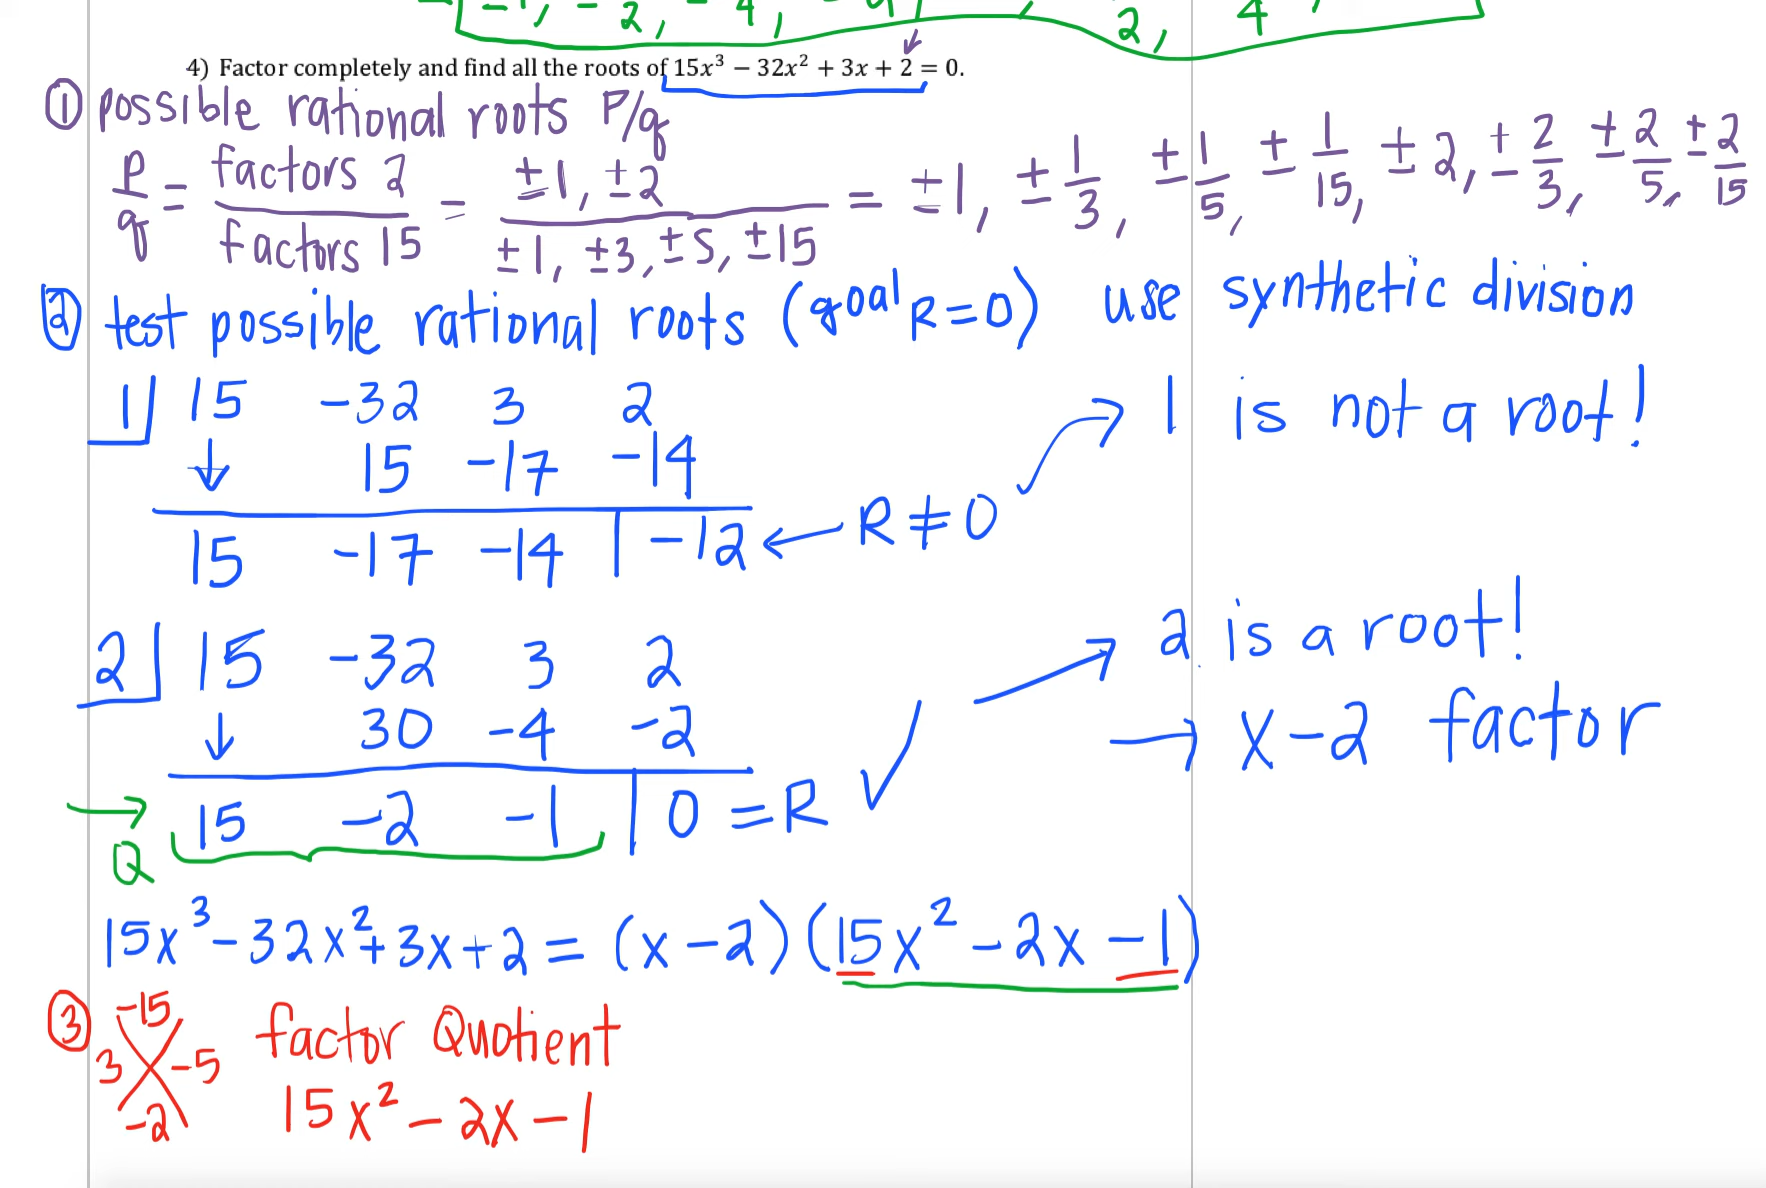 2, 4
4) Factor completely and find all the roots of 15x³ − 32x² + 3x + 2 = 0.
① possible rational roots P/q
P/q = factors 2 / factors 15 = ±1, ±2 / ±1, ±3, ±5, ±15 = ±1, ±1/3, ±1/5, ±1/15, ±2, ±2/3, ±2/5, ±2/15
② test possible rational roots (goal R=0) use synthetic division
1| 15 -32 3 2
↓ 15 -17 -14
15 -17 -14 | -12 ← R≠0 → 1 is not a root!
2| 15 -32 3 2 → 2 is a root!
↓ 30 -4 -2 ✓ → x-2 factor
→ 15 -2 -1 | 0 = R
Q
15x³-32x²+3x+2 = (x-2)(15x²-2x-1)
③ -15 factor Quotient
3 -5
-2 15x²-2x-1